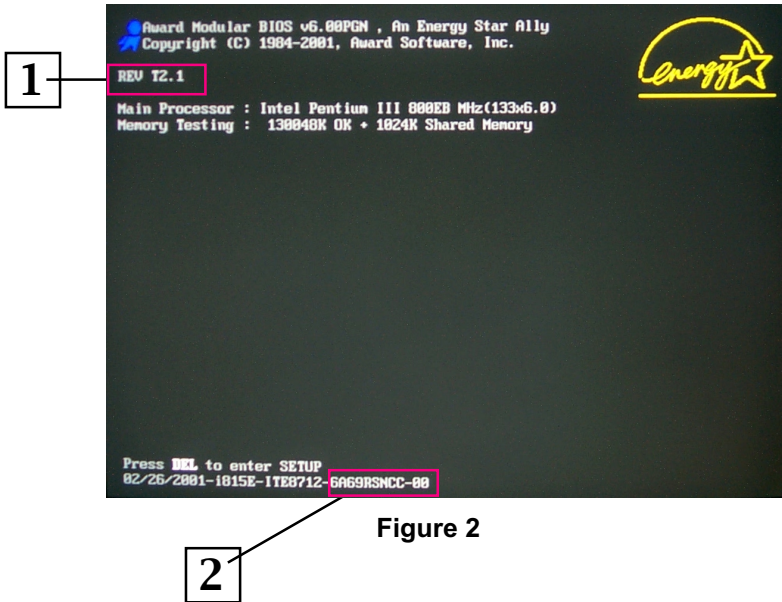 Award Modular BIOS v6.00PGN , An Energy Star Ally
Copyright (C) 1984-2001, Award Software, Inc.
energy
1
REV T2.1
Main Processor : Intel Pentium III 800EB MHz(133x6.0)
Memory Testing : 130048K OK + 1024K Shared Memory
Press DEL to enter SETUP
02/26/2001-i815E-ITE8712-6A69RSNCC-00
Figure 2
2